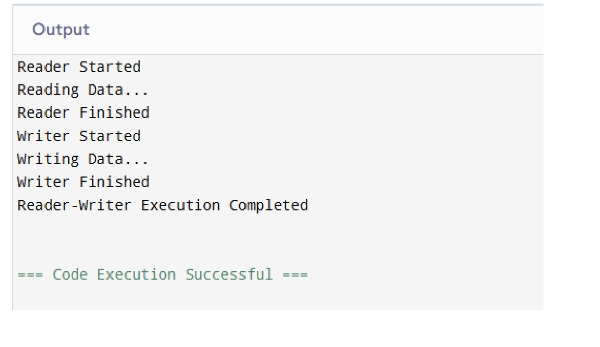 Output
Reader Started
Reading Data...
Reader Finished
Writer Started
Writing Data...
Writer Finished
Reader-Writer Execution Completed
=== Code Execution Successful ===